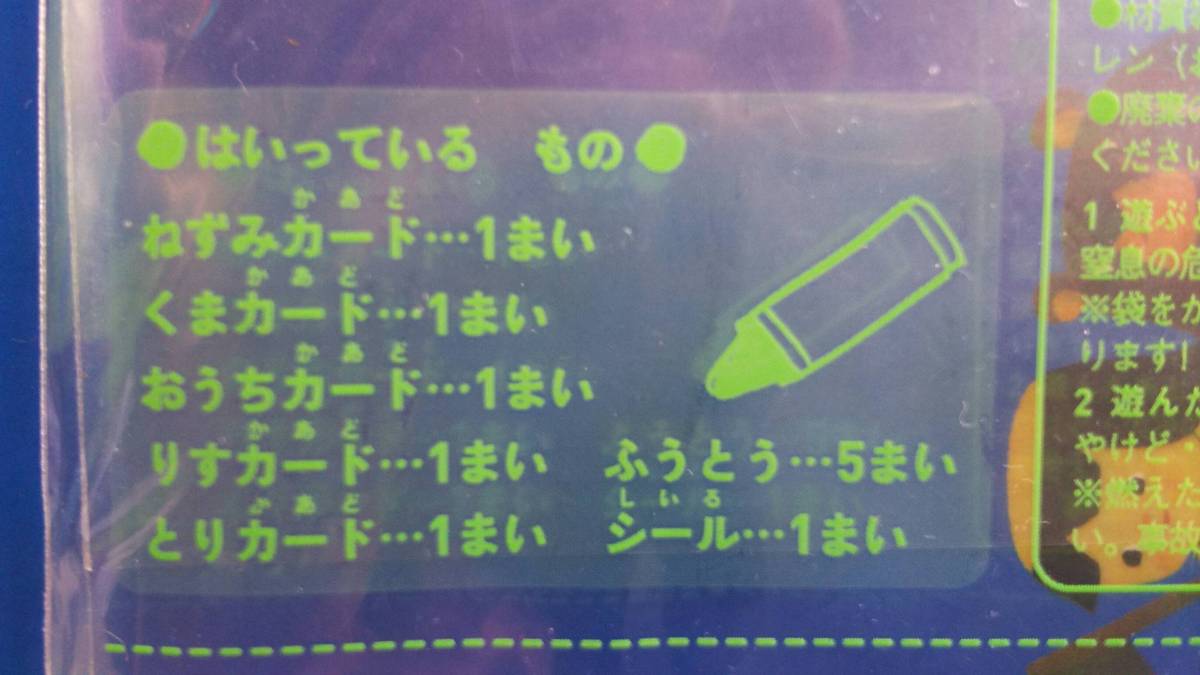 ●はいっている もの●
かあど
ねずみカード…1まい
かあど
くまカード…1まい
かあど
おうちカード…1まい
かあど
りすカード…1まい
かあど
とりカード…1まい
ふうとう…5まい
しいる
シール…1まい
●材質
レン
●廃棄の
ください
1 遊ぶ
窒息の危
※袋をか
ります!
2 遊んだ
やけど・
※燃えた
い。事故